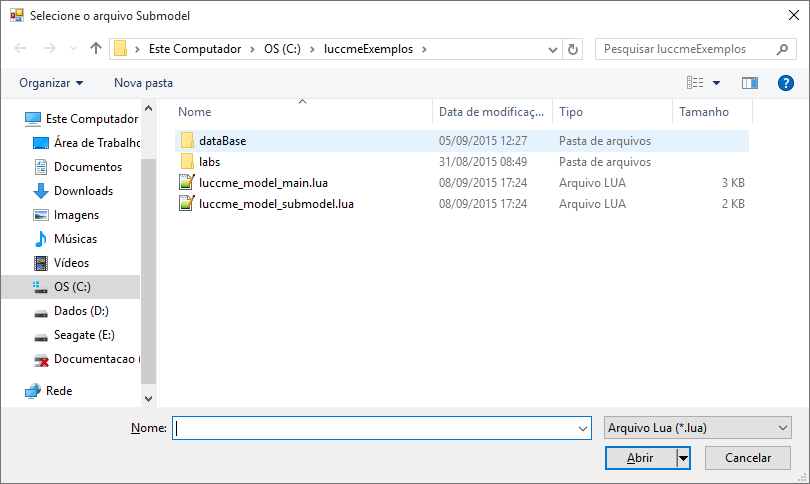 Selecione o arquivo Submodel
Este Computador > OS (C:) > luccmeExemplos >
Pesquisar luccmeExemplos
Organizar
Nova pasta
Este Computador
Área de Trabalho
Documentos
Downloads
Imagens
Músicas
Vídeos
OS (C:)
Dados (D:)
Seagate (E:)
Documentacao (
Rede
Nome Data de modificaç... Tipo Tamanho
dataBase 05/09/2015 12:27 Pasta de arquivos
labs 31/08/2015 08:49 Pasta de arquivos
luccme_model_main.lua 08/09/2015 17:24 Arquivo LUA 3 KB
luccme_model_submodel.lua 08/09/2015 17:24 Arquivo LUA 2 KB
Nome:
Arquivo Lua (*.lua)
Abrir
Cancelar